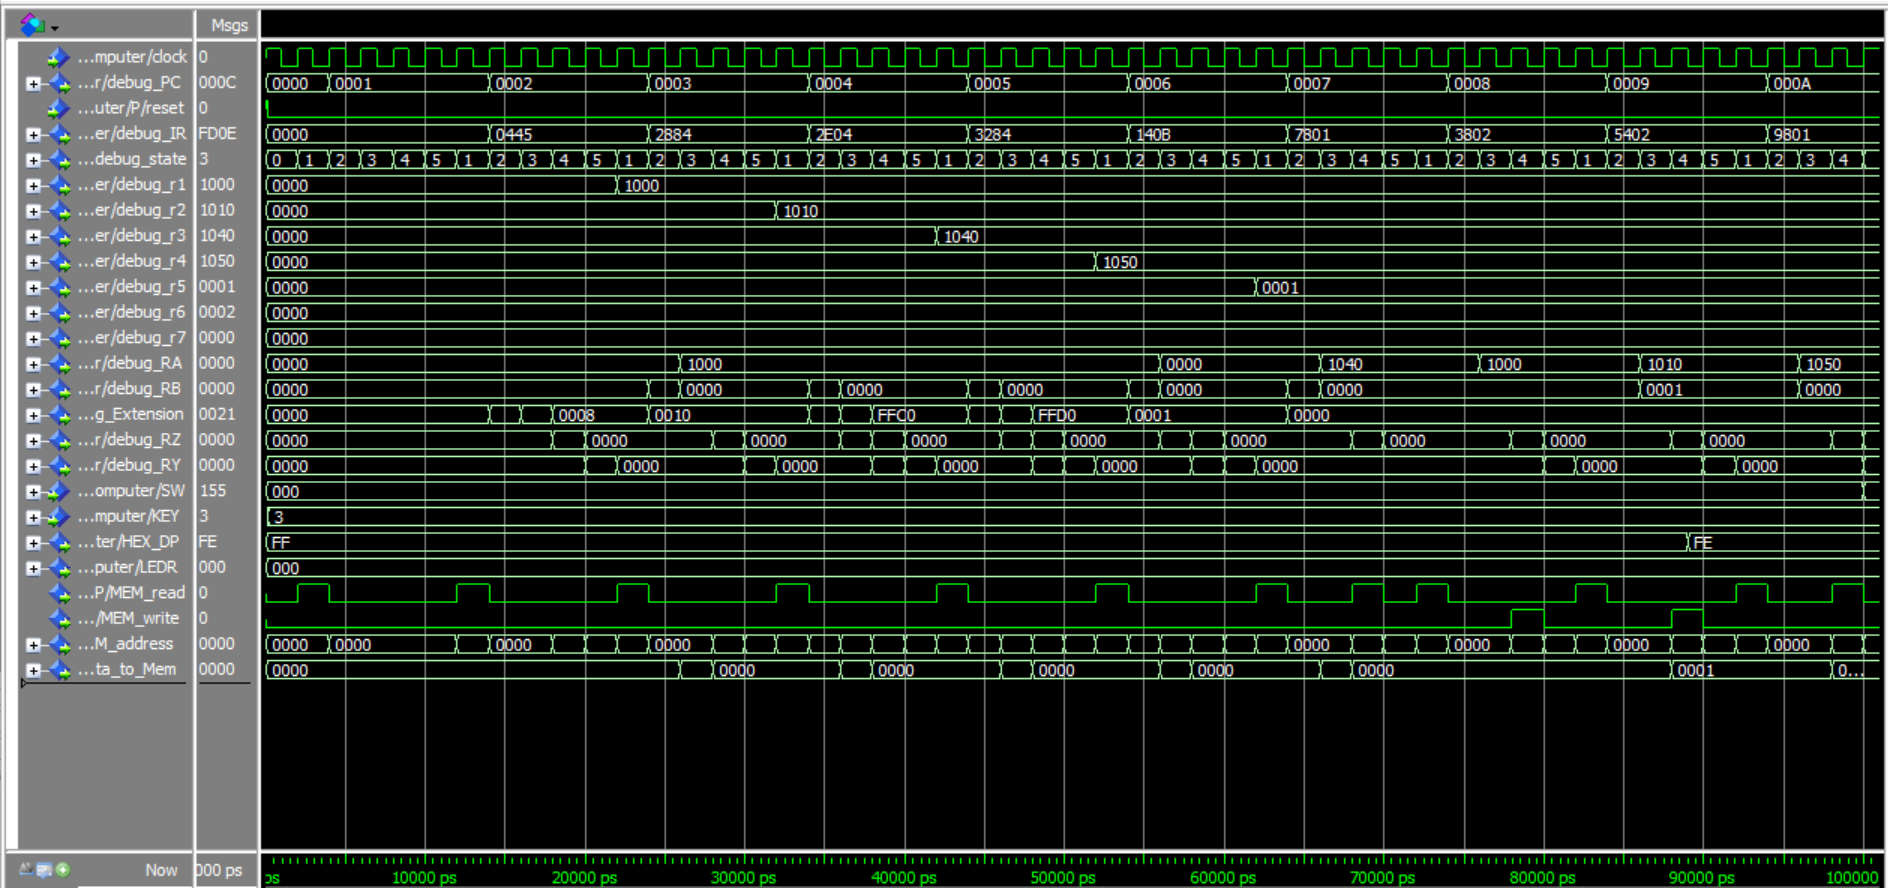 Msgs
...mputer/clock 0
...r/debug_PC 000C 0000 0001 0002 0003 0004 0005 0006 0007 0008 0009 000A
...uter/P/reset 0
...er/debug_IR FD0E 0000 0445 2884 2E04 3284 140B 7801 3802 5402 9801
...debug_state 3 0 1 2 3 4 5 1 2 3 4 5 1 2 3 4 5 1 2 3 4 5 1 2 3 4 5 1 2 3 4 5 1 2 3 4 5 1 2 3 4 5 1 2 3 4 5 1 2 3 4
...er/debug_r1 1000 0000 1000
...er/debug_r2 1010 0000 1010
...er/debug_r3 1040 0000 1040
...er/debug_r4 1050 0000 1050
...er/debug_r5 0001 0000 0001
...er/debug_r6 0002 0000
...er/debug_r7 0000 0000
...r/debug_RA 0000 0000 1000 0000 1040 1000 1010 1050
...r/debug_RB 0000 0000 0000 0000 0000 0000 0000 0001 0000
...g_Extension 0021 0000 0008 0010 FFC0 FFD0 0001 0000
...r/debug_RZ 0000 0000 0000 0000 0000 0000 0000 0000 0000 0000
...r/debug_RY 0000 0000 0000 0000 0000 0000 0000 0000 0000
...omputer/SW 155 000
...mputer/KEY 3 3
...ter/HEX_DP FE FF FE
...puter/LEDR 000 000
...P/MEM_read 0
.../MEM_write 0
...M_address 0000 0000 0000 0000 0000 0000 0000 0000 0000
...ta_to_Mem 0000 0000 0000 0000 0000 0000 0000 0001 0...
Now 000 ps ps 10000 ps 20000 ps 30000 ps 40000 ps 50000 ps 60000 ps 70000 ps 80000 ps 90000 ps 100000